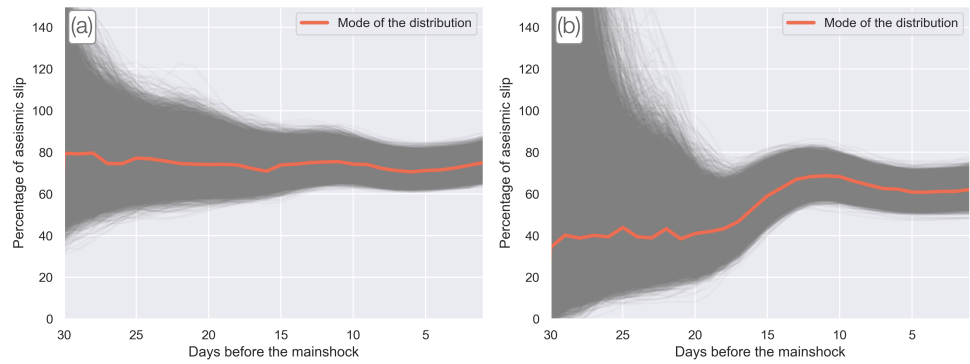 (a)
Mode of the distribution
Percentage of aseismic slip
140
120
100
80
60
40
20
0
30 25 20 15 10 5
Days before the mainshock
(b)
Mode of the distribution
Percentage of aseismic slip
140
120
100
80
60
40
20
0
30 25 20 15 10 5
Days before the mainshock